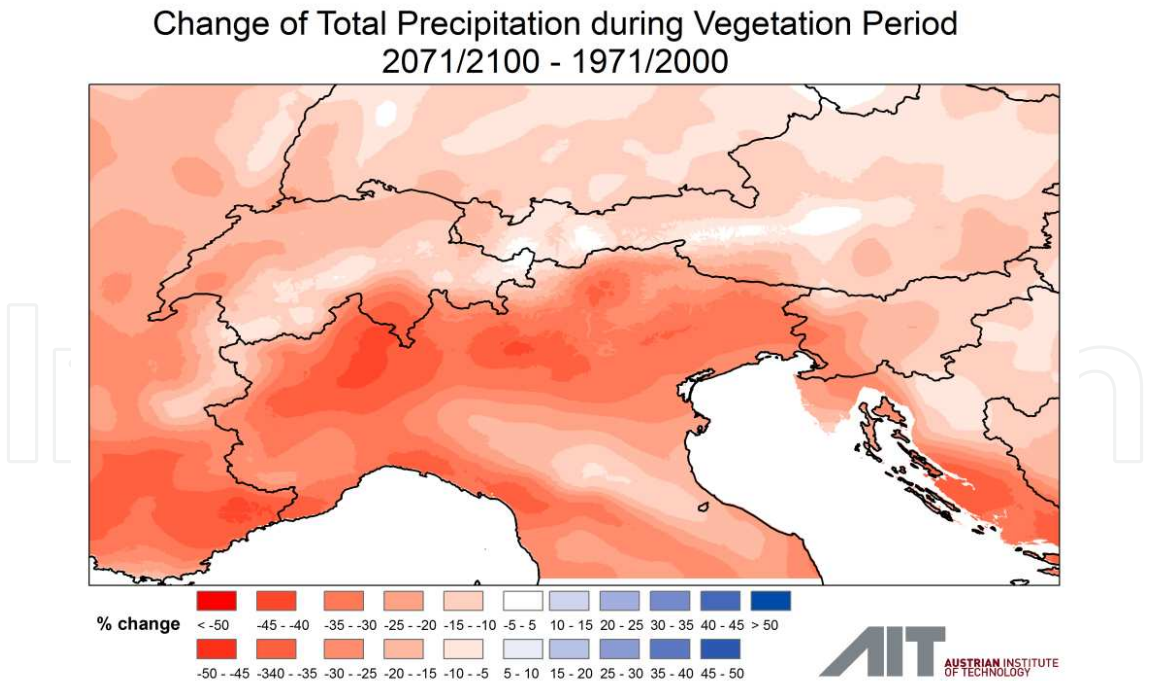 Change of Total Precipitation during Vegetation Period
2071/2100 - 1971/2000
% change
< -50 -45 - -40 -35 - -30 -25 - -20 -15 - -10 -5 - 5 10 - 15 20 - 25 30 - 35 40 - 45 > 50
-50 - -45 -340 - -35 -30 - -25 -20 - -15 -10 - -5 5 - 10 15 - 20 25 - 30 35 - 40 45 - 50
AIT
AUSTRIAN INSTITUTE
OF TECHNOLOGY